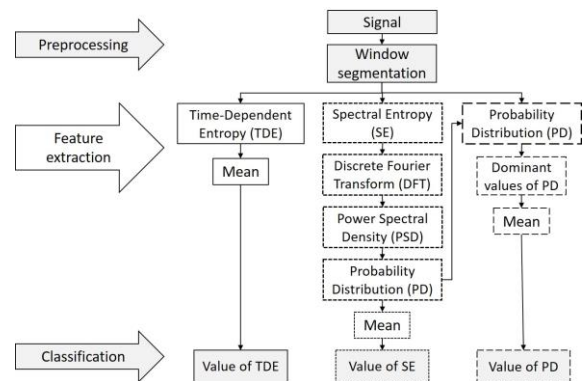 Preprocessing
Signal
Window
segmentation
Feature
extraction
Time-Dependent
Entropy (TDE)
Mean
Spectral Entropy
(SE)
Discrete Fourier
Transform (DFT)
Power Spectral
Density (PSD)
Probability
Distribution (PD)
Mean
Probability
Distribution (PD)
Dominant
values of PD
Mean
Classification
Value of TDE
Value of SE
Value of PD